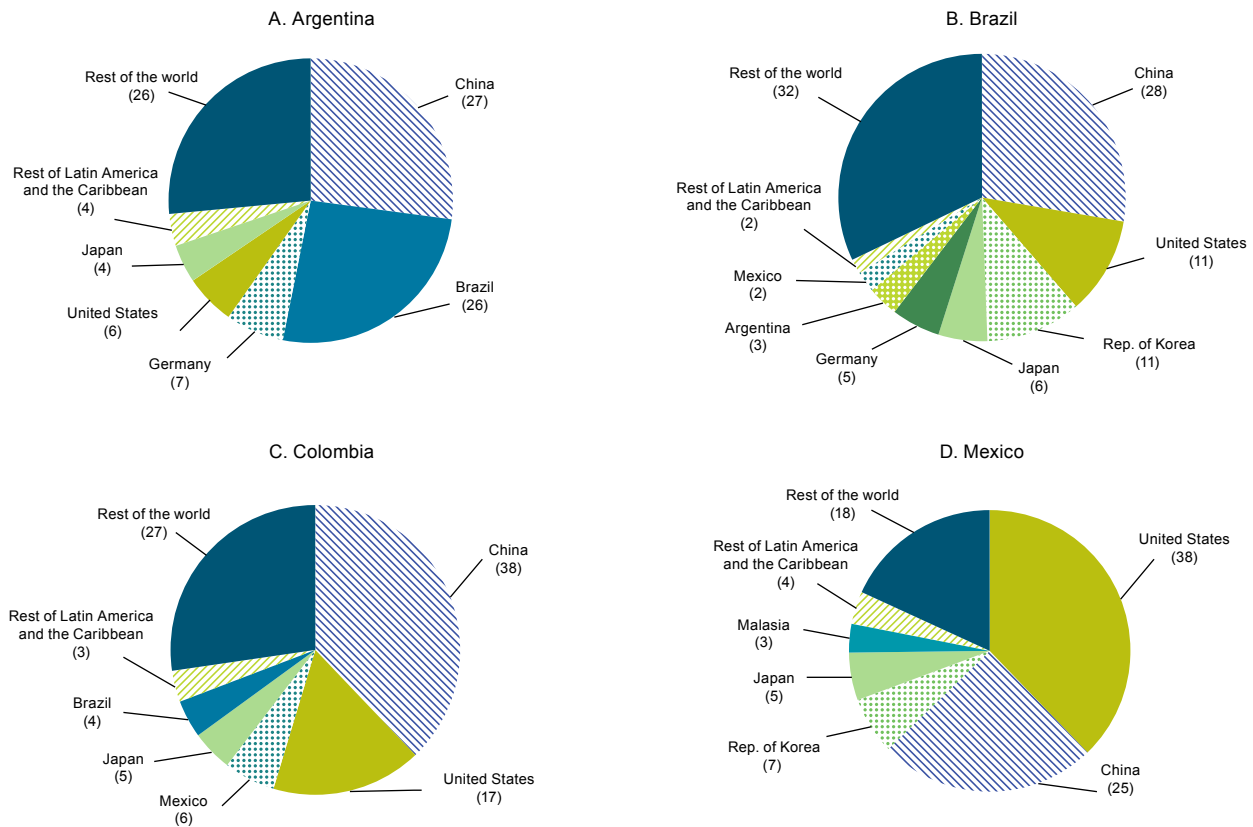 A. Argentina
Rest of the world
(26)
China
(27)
Rest of Latin America
and the Caribbean
(4)
Japan
(4)
Brazil
(26)
United States
(6)
Germany
(7)
B. Brazil
Rest of the world
(32)
China
(28)
Rest of Latin America
and the Caribbean
(2)
United States
(11)
Mexico
(2)
Argentina
(3)
Rep. of Korea
(11)
Germany
(5)
Japan
(6)
C. Colombia
Rest of the world
(27)
China
(38)
Rest of Latin America
and the Caribbean
(3)
Brazil
(4)
Japan
(5)
Mexico
(6)
United States
(17)
D. Mexico
Rest of the world
(18)
United States
(38)
Rest of Latin America
and the Caribbean
(4)
Malasia
(3)
Japan
(5)
Rep. of Korea
(7)
China
(25)